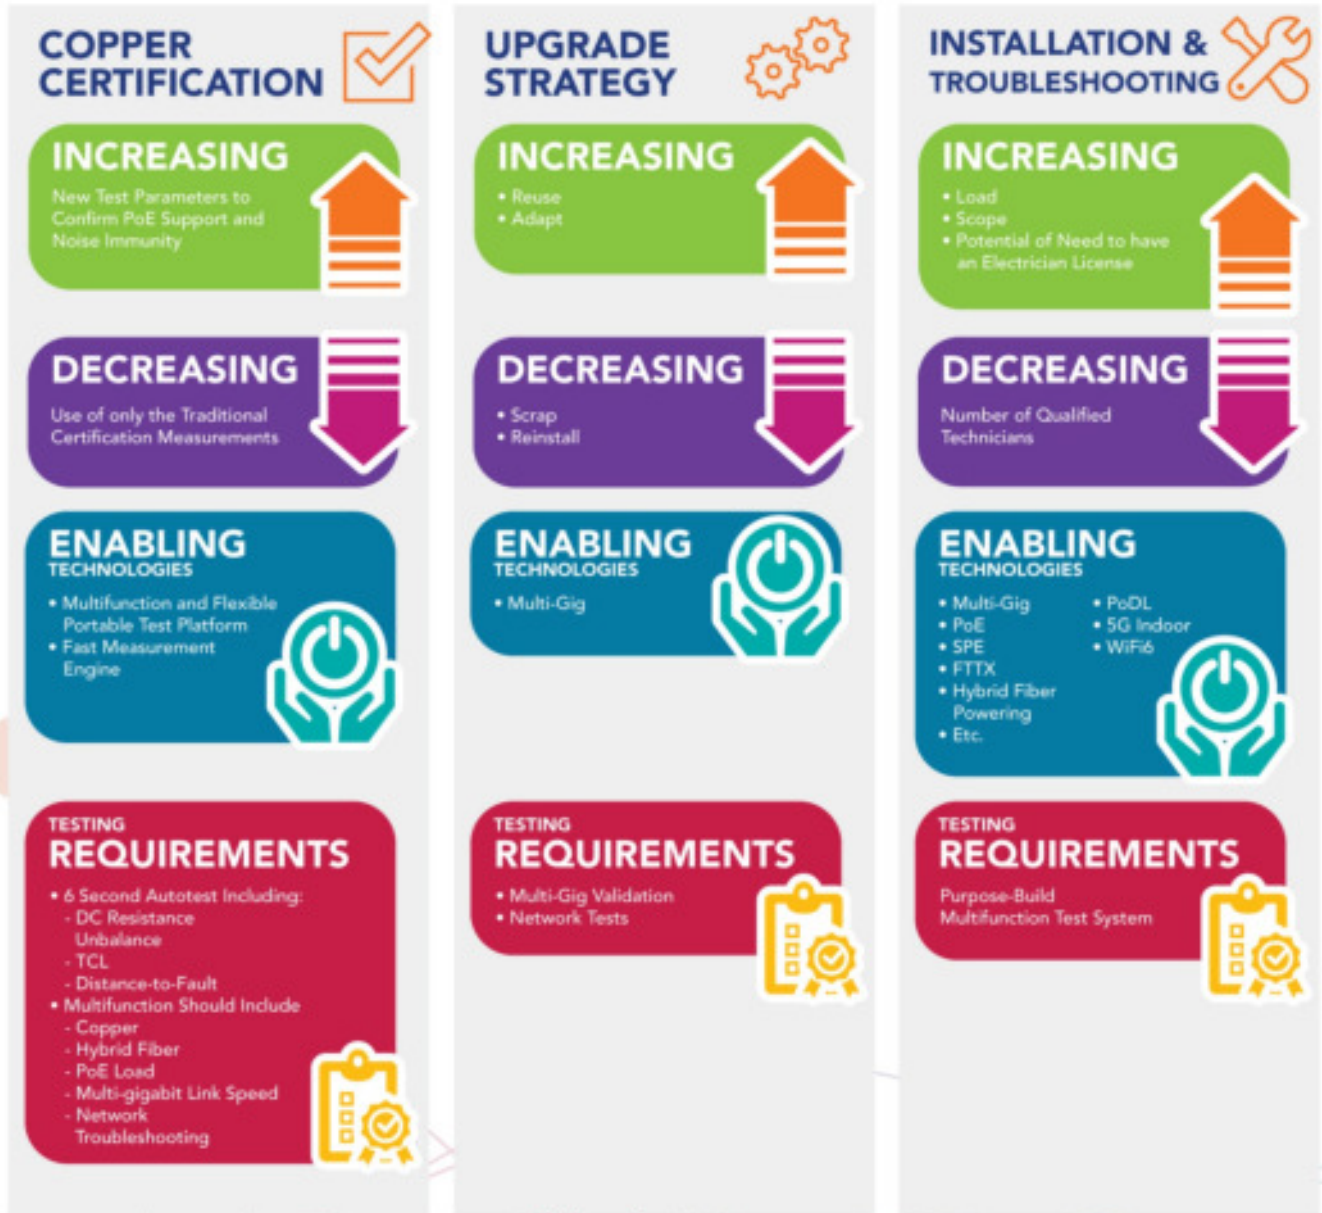 COPPER
CERTIFICATION
INCREASING
New Test Parameters to
Confirm PoE Support and
Noise Immunity
DECREASING
Use of only the Traditional
Certification Measurements
ENABLING
TECHNOLOGIES
• Multifunction and Flexible
Portable Test Platform
• Fast Measurement
Engine
TESTING
REQUIREMENTS
• 6 Second Autotest Including:
- DC Resistance
Unbalance
- TCL
- Distance-to-Fault
• Multifunction Should Include
- Copper
- Hybrid Fiber
- PoE Load
- Multi-gigabit Link Speed
- Network
Troubleshooting
UPGRADE
STRATEGY
INCREASING
• Reuse
• Adapt
DECREASING
• Scrap
• Reinstall
ENABLING
TECHNOLOGIES
• Multi-Gig
TESTING
REQUIREMENTS
• Multi-Gig Validation
• Network Tests
INSTALLATION &
TROUBLESHOOTING
INCREASING
• Load
• Scope
• Potential of Need to have
an Electrician License
DECREASING
Number of Qualified
Technicians
ENABLING
TECHNOLOGIES
• Multi-Gig
• PoE
• SPE
• FTTX
• Hybrid Fiber
Powering
• Etc.
• PoDL
• 5G Indoor
• WiFi6
TESTING
REQUIREMENTS
Purpose-Build
Multifunction Test System